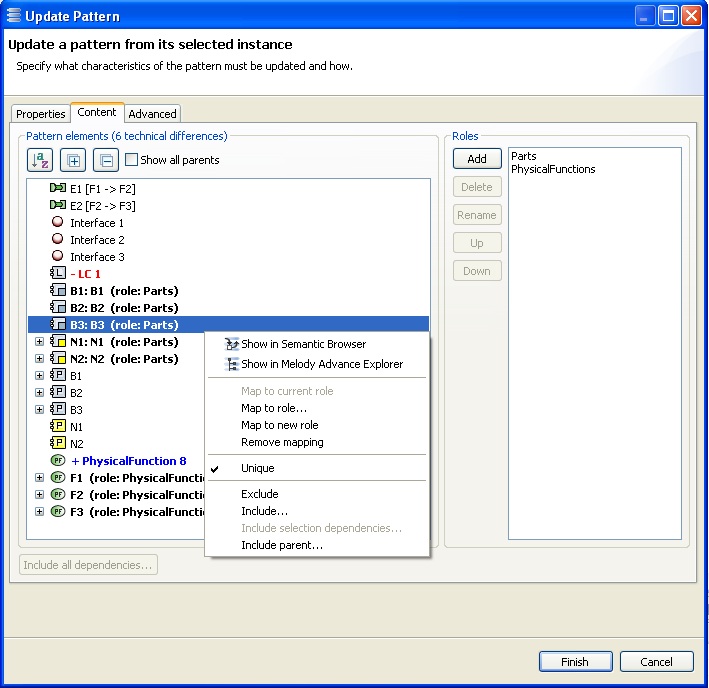 Update Pattern
Update a pattern from its selected instance
Specify what characteristics of the pattern must be updated and how.
Properties
Content
Advanced
Pattern elements (6 technical differences)
a
z
Show all parents
E1 [F1 -> F2]
E2 [F2 -> F3]
Interface 1
Interface 2
Interface 3
L
- LC 1
B1: B1 (role: Parts)
B2: B2 (role: Parts)
B3: B3 (role: Parts)
N1: N1 (role: Parts)
N2: N2 (role: Parts)
P
B1
P
B2
P
B3
P
N1
P
N2
PF
+ PhysicalFunction 8
PF
F1 (role: PhysicalFuncti
PF
F2 (role: PhysicalFuncti
PF
F3 (role: PhysicalFuncti
Show in Semantic Browser
Show in Melody Advance Explorer
Map to current role
Map to role...
Map to new role
Remove mapping
Unique
Exclude
Include...
Include selection dependencies...
Include parent...
Include all dependencies...
Roles
Add
Delete
Rename
Up
Down
Parts
PhysicalFunctions
Finish
Cancel